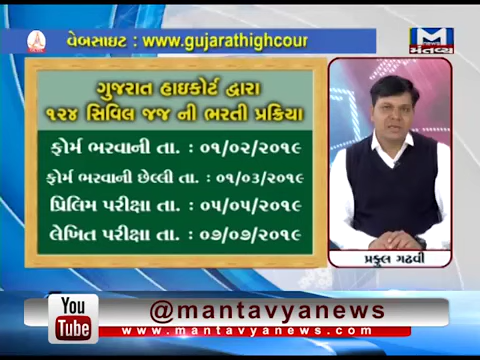 વેબસાઇટ : www.gujarathighcour
મંતવ્ય
ગુજરાત હાઇકોર્ટ દ્વારા
૧૨૪ સિવિલ જજ ની ભરતી પ્રક્રિયા
ફોર્મ ભરવાની તા. : ૦૧/૦૨/૨૦૧૯
ફોર્મ ભરવાની છેલ્લી તા. : ૦૧/૦૩/૨૦૧૯
પ્રિલિમ પરીક્ષા તા. : ૦૫/૦૫/૨૦૧૯
લેખિત પરીક્ષા તા. : ૦૭/૦૭/૨૦૧૯
પ્રફુલ ગઢવી
You Tube
@mantavyanews
www.mantavyanews.com